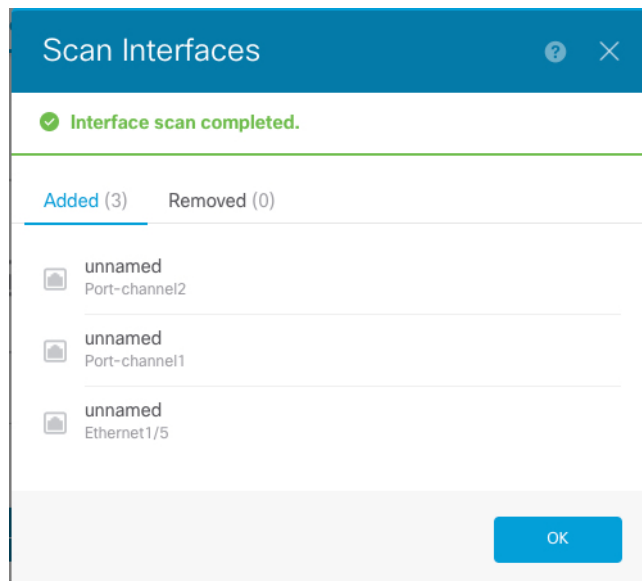 Scan Interfaces
Interface scan completed.
Added (3) Removed (0)
unnamed
Port-channel2
unnamed
Port-channel1
unnamed
Ethernet1/5
OK